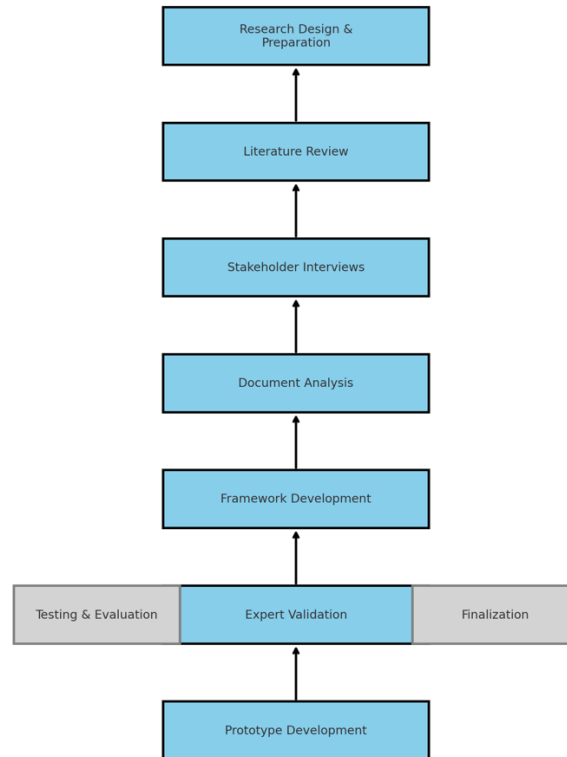 Research Design &
Preparation
Literature Review
Stakeholder Interviews
Document Analysis
Framework Development
Testing & Evaluation
Expert Validation
Finalization
Prototype Development